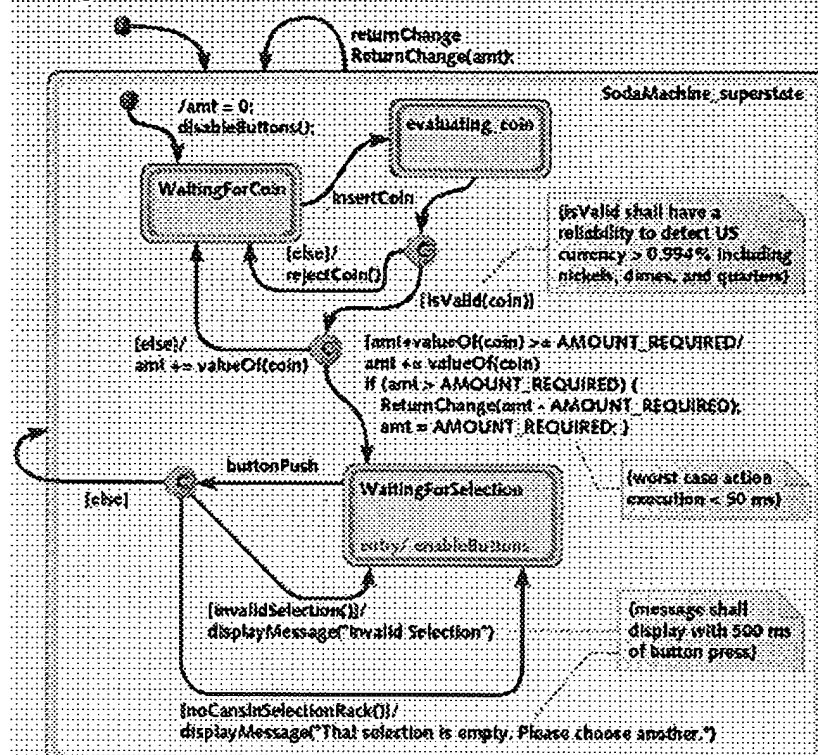 returnChange
ReturnChange(amt);
SodaMachine_superstate
/amt = 0;
disableButtons();
evaluating_coin
WaitingForCoin
insertCoin
{isValid shall have a
reliability to detect US
currency > 0.994% including
nickels, dimes, and quarters}
[else]/
rejectCoin()
C
[isValid(coin)]
[else]/
amt += valueOf(coin)
C
[amt+valueOf(coin) >= AMOUNT_REQUIRED/
amt += valueOf(coin)
if (amt > AMOUNT_REQUIRED) {
ReturnChange(amt - AMOUNT_REQUIRED);
amt = AMOUNT_REQUIRED; }
buttonPush
C
[else]
WaitingForSelection
entry/ enableButtons
{worst case action
execution < 50 ms}
[invalidSelection()]/
displayMessage("Invalid Selection")
{message shall
display with 500 ms
of button press}
[noCansInSelectionRack()]/
displayMessage("That selection is empty. Please choose another.")